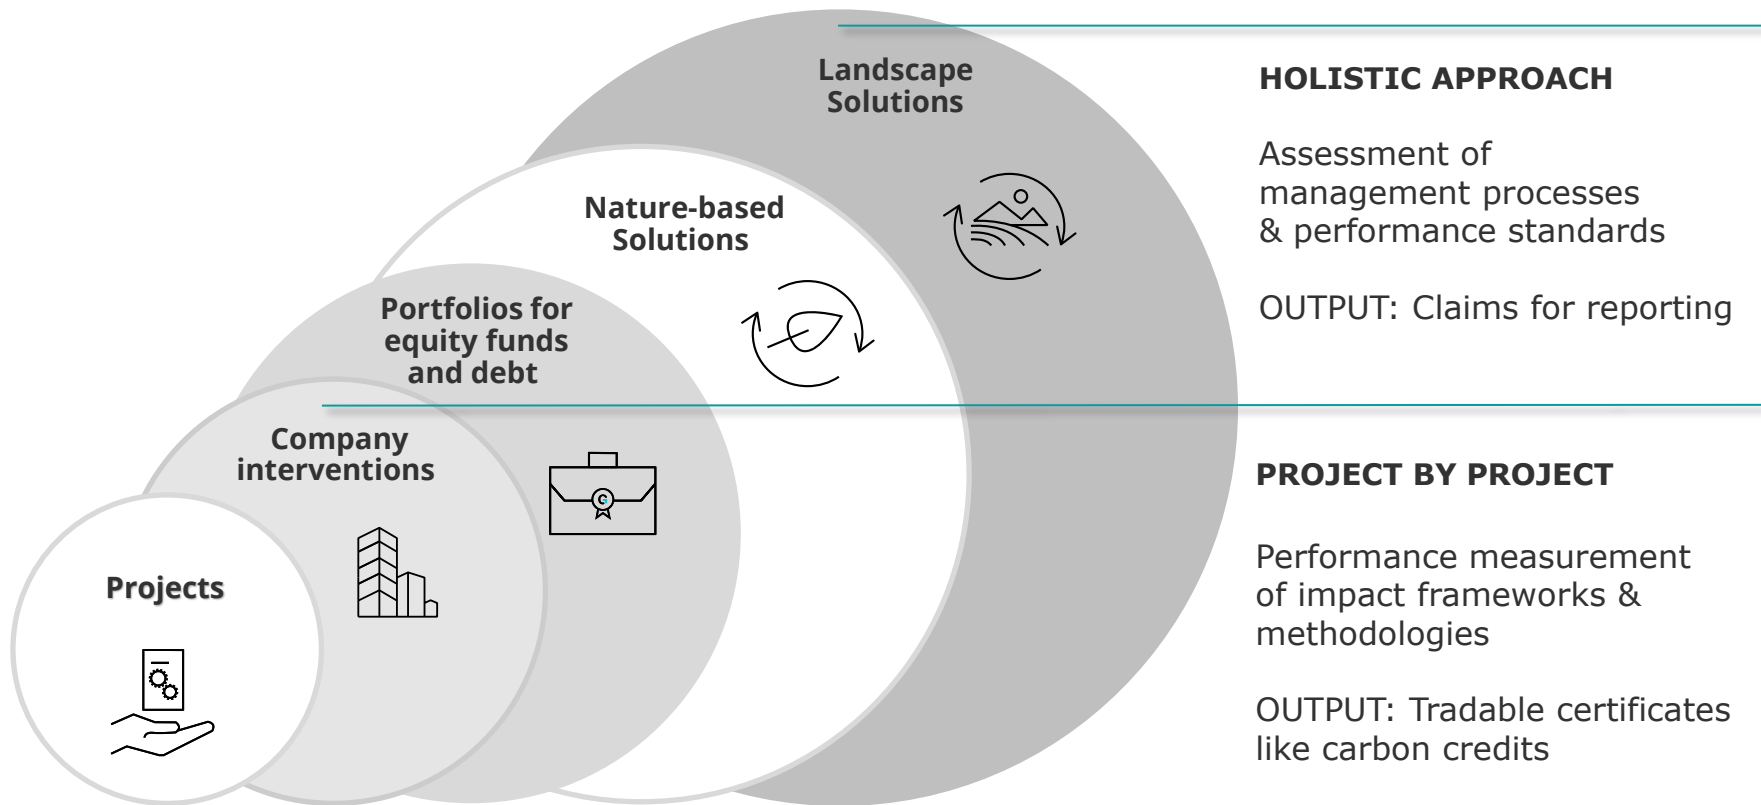 Landscape
Solutions
Nature-based
Solutions
Portfolios for
equity funds
and debt
Company
interventions
Projects
HOLISTIC APPROACH
Assessment of
management processes
& performance standards
OUTPUT: Claims for reporting
PROJECT BY PROJECT
Performance measurement
of impact frameworks &
methodologies
OUTPUT: Tradable certificates
like carbon credits